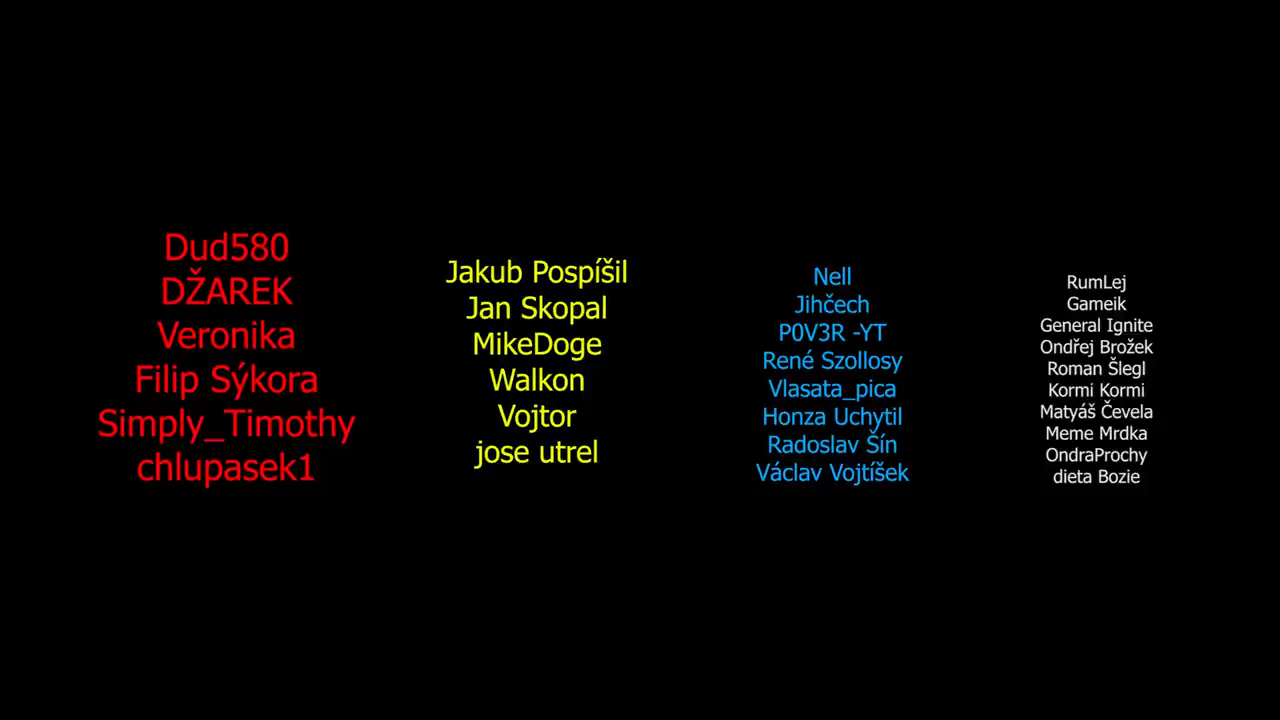 Dud580
DŽAREK
Veronika
Filip Sýkora
Simply_Timothy
chlupasek1
Jakub Pospíšil
Jan Skopal
MikeDoge
Walkon
Vojtor
jose utrel
Nell
Jihčech
P0V3R -YT
René Szollosy
Vlasata_pica
Honza Uchytil
Radoslav Šín
Václav Vojtíšek
RumLej
Gameik
General Ignite
Ondřej Brožek
Roman Šlegl
Kormi Kormi
Matyáš Čevela
Meme Mrdka
OndraProchy
dieta Bozie